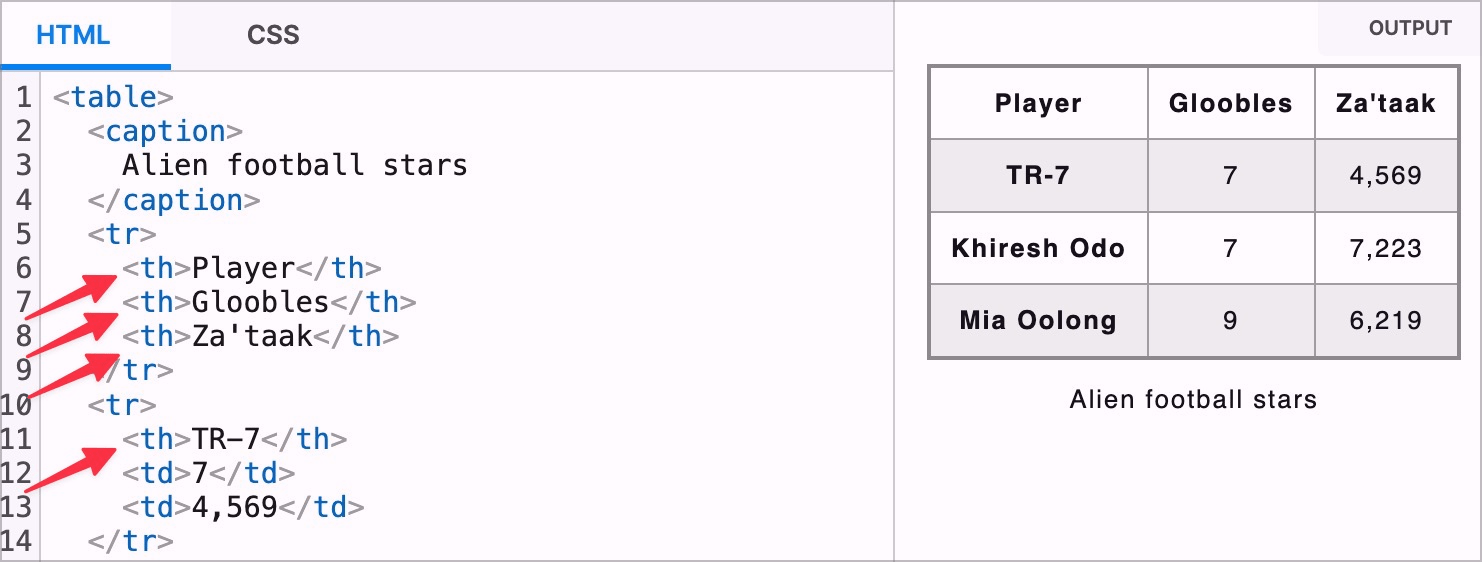 HTML CSS
1 <table>
2   <caption>
3     Alien football stars
4   </caption>
5   <tr>
6     <th>Player</th>
7     <th>Gloobles</th>
8     <th>Za'taak</th>
9   </tr>
10   <tr>
11     <th>TR-7</th>
12     <td>7</td>
13     <td>4,569</td>
14   </tr>
OUTPUT
Player Gloobles Za'taak
TR-7 7 4,569
Khiresh Odo 7 7,223
Mia Oolong 9 6,219
Alien football stars